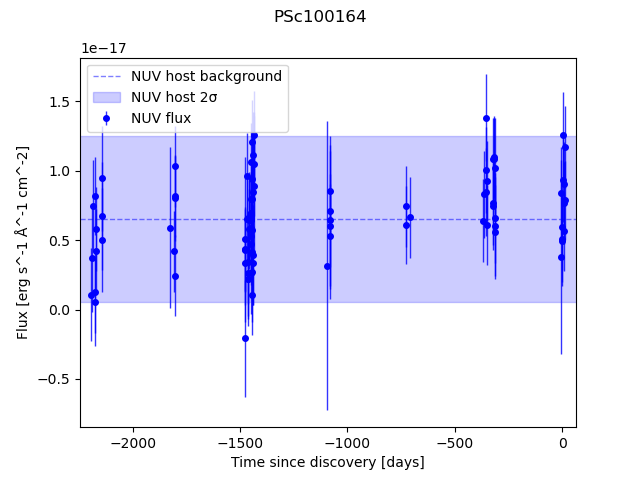 PSc100164
1e−17
NUV host background
NUV host 2σ
NUV flux
1.5
1.0
0.5
0.0
−0.5
Flux [erg s^-1 Å^-1 cm^-2]
−2000
−1500
−1000
−500
0
Time since discovery [days]